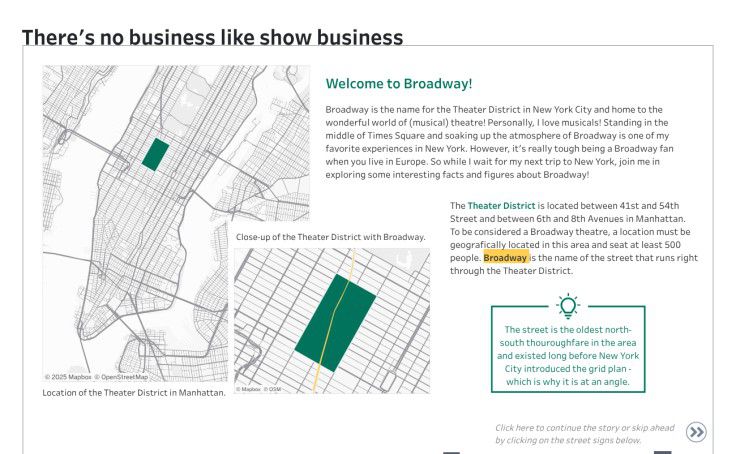 There's no business like show business
Welcome to Broadway!
Broadway is the name for the Theater District in New York City and home to the
wonderful world of (musical) theatre! Personally, I love musicals! Standing in the
middle of Times Square and soaking up the atmosphere of Broadway is one of my
favorite experiences in New York. However, it's really tough being a Broadway fan
when you live in Europe. So while I wait for my next trip to New York, join me in
exploring some interesting facts and figures about Broadway!
The Theater District is located between 41st and 54th
Street and between 6th and 8th Avenues in Manhattan.
To be considered a Broadway theatre, a location must be
geografically located in this area and seat at least 500
people. Broadway is the name of the street that runs right
through the Theater District.
Close-up of the Theater District with Broadway.
© 2025 Mapbox © OpenStreetMap
Location of the Theater District in Manhattan.
© Mapbox © OSM
The street is the oldest north-
south thouroughfare in the area
and existed long before New York
City introduced the grid plan -
which is why it is at an angle.
Click here to continue the story or skip ahead
by clicking on the street signs below.